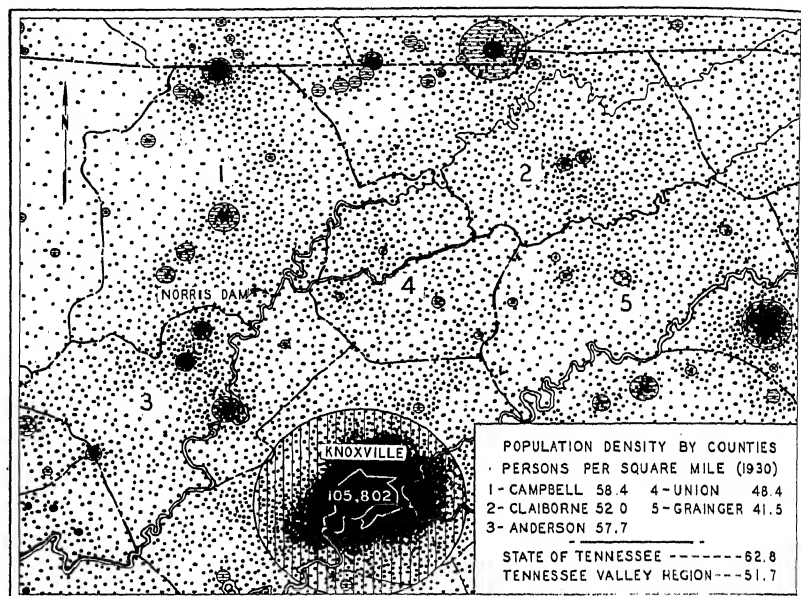 N
1
2
NORRIS DAM
4
5
3
KNOXVILLE
105,802
POPULATION DENSITY BY COUNTIES
PERSONS PER SQUARE MILE (1930)
1-CAMPBELL 58.4 4-UNION 48.4
2-CLAIBORNE 52.0 5-GRAINGER 41.5
3-ANDERSON 57.7
STATE OF TENNESSEE -------62.8
TENNESSEE VALLEY REGION---51.7